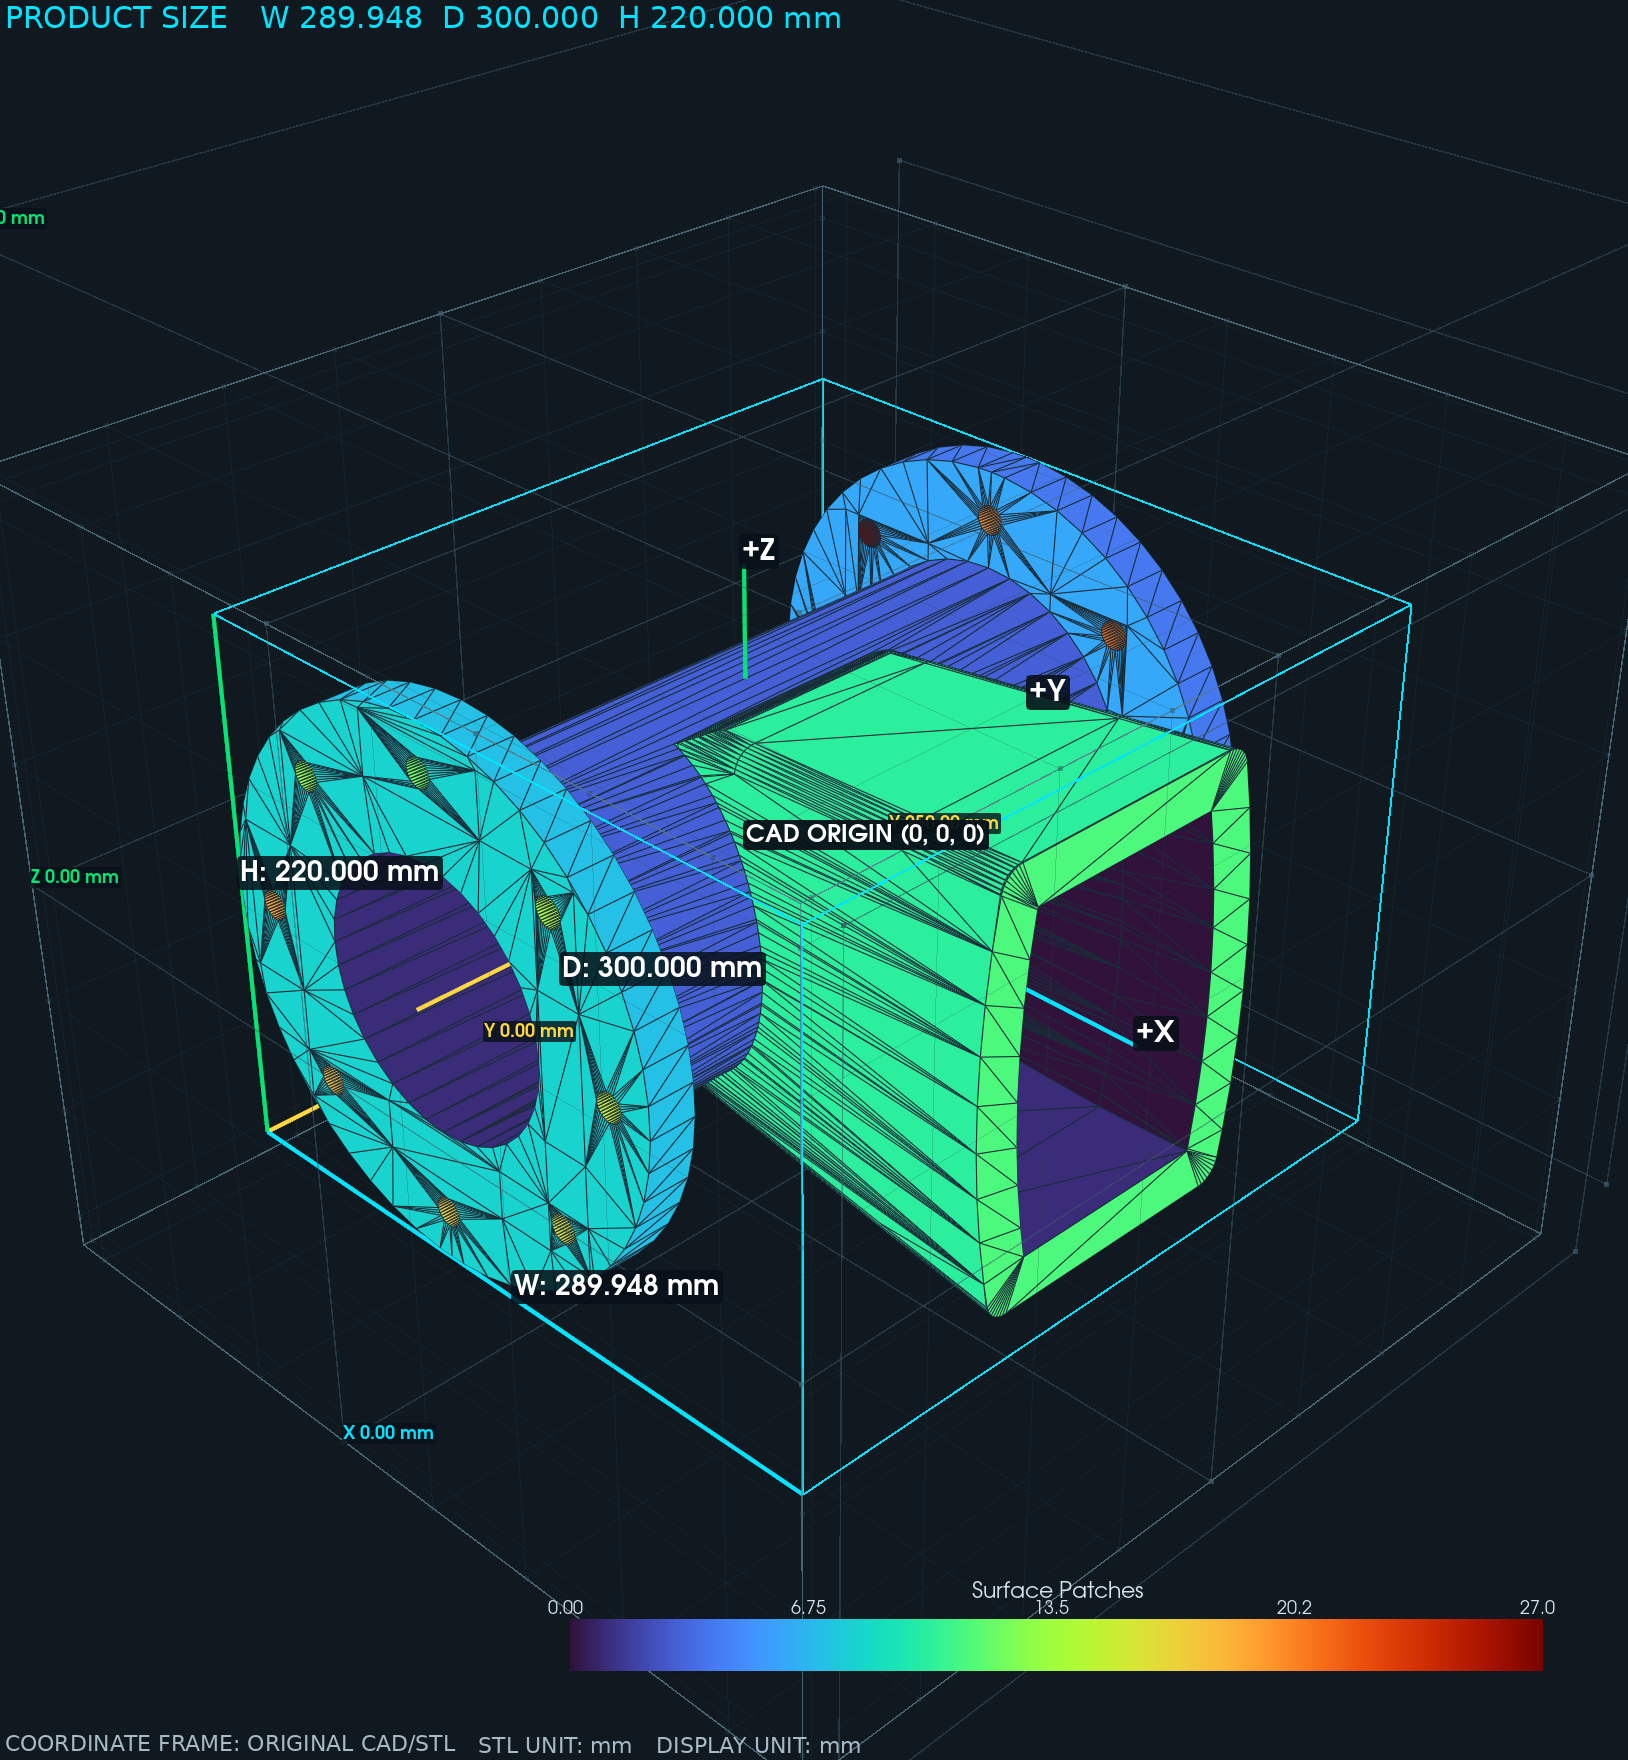 PRODUCT SIZE W 289.948 D 300.000 H 220.000 mm
0 mm
+Z
+Y
CAD ORIGIN (0, 0, 0)
H: 220.000 mm
Z 0.00 mm
D: 300.000 mm
Y 0.00 mm
+X
W: 289.948 mm
X 0.00 mm
Surface Patches
0.00 6.75 13.5 20.2 27.0
COORDINATE FRAME: ORIGINAL CAD/STL STL UNIT: mm DISPLAY UNIT: mm